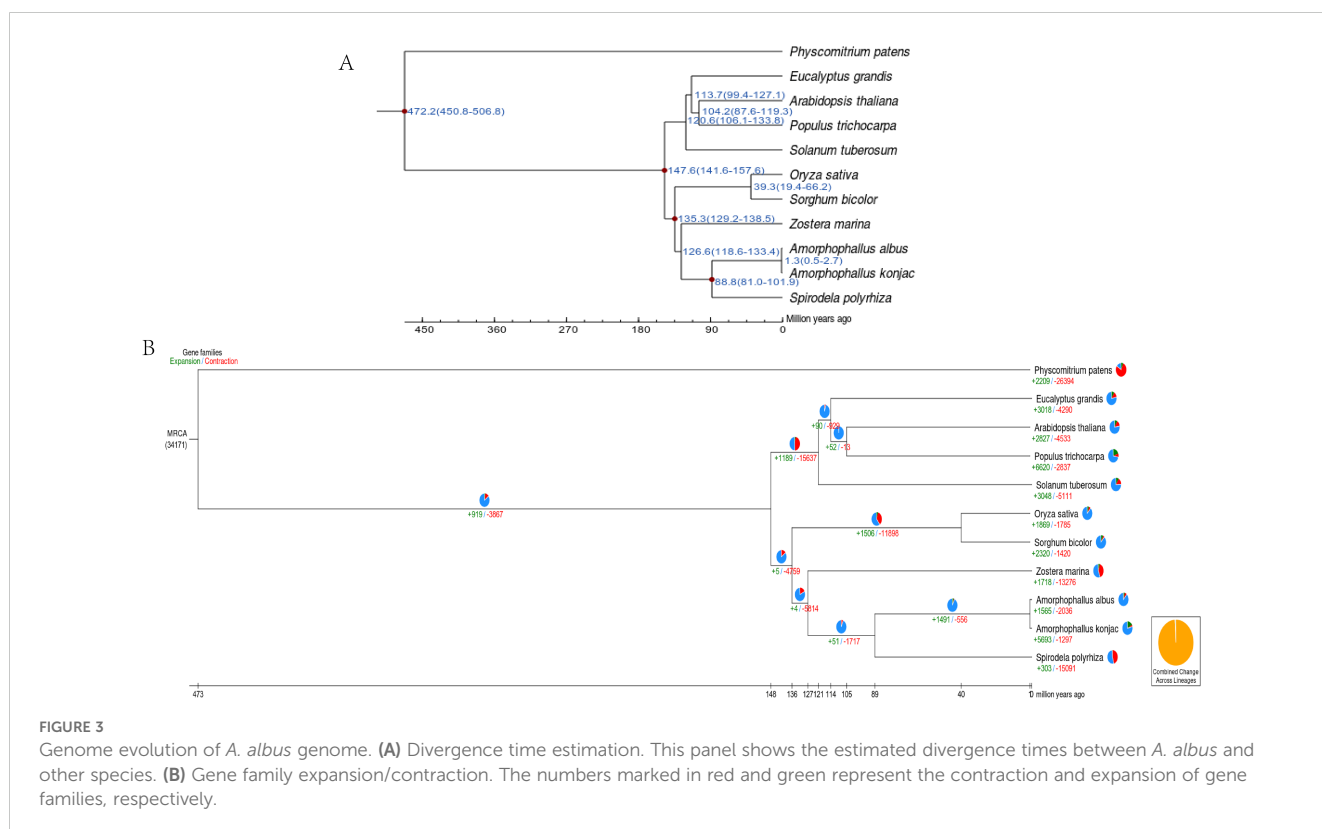 A
Physcomitrium patens
Eucalyptus grandis
113.7(99.4-127.1)
Arabidopsis thaliana
104.2(87.6-119.3)
472.2(450.8-506.8)
120.6(106.1-133.8)
Populus trichocarpa
Solanum tuberosum
147.6(141.6-157.6)
Oryza sativa
39.3(19.4-66.2)
Sorghum bicolor
135.3(129.2-138.5)
Zostera marina
126.6(118.6-133.4)
Amorphophallus albus
1.3(0.5-2.7)
Amorphophallus konjac
88.8(81.0-101.9)
Spirodela polyrhiza
Million years ago
450 360 270 180 90 0
B
Gene families
Expansion / Contraction
Physcomitrium patens
+2209 / -26394
Eucalyptus grandis
+3018 / -4290
+90 / -929
Arabidopsis thaliana
+2827 / -4533
MRCA
(34171)
+52 / -13
+1189 / -15637
Populus trichocarpa
+6620 / -2837
Solanum tuberosum
+3048 / -5111
+919 / -3867
Oryza sativa
+1869 / -1785
+1506 / -11898
Sorghum bicolor
+2320 / -1420
+5 / -4759
Zostera marina
+1718 / -13276
+4 / -5814
Amorphophallus albus
+1565 / -2036
+1491 / -556
Amorphophallus konjac
+5693 / -1297
+51 / -1717
Spirodela polyrhiza
+303 / -15091
Combined Change
Across Lineages
473 148 136 127 121 114 105 89 40 1 0 million years ago
FIGURE 3
Genome evolution of A. albus genome. (A) Divergence time estimation. This panel shows the estimated divergence times between A. albus and
other species. (B) Gene family expansion/contraction. The numbers marked in red and green represent the contraction and expansion of gene
families, respectively.